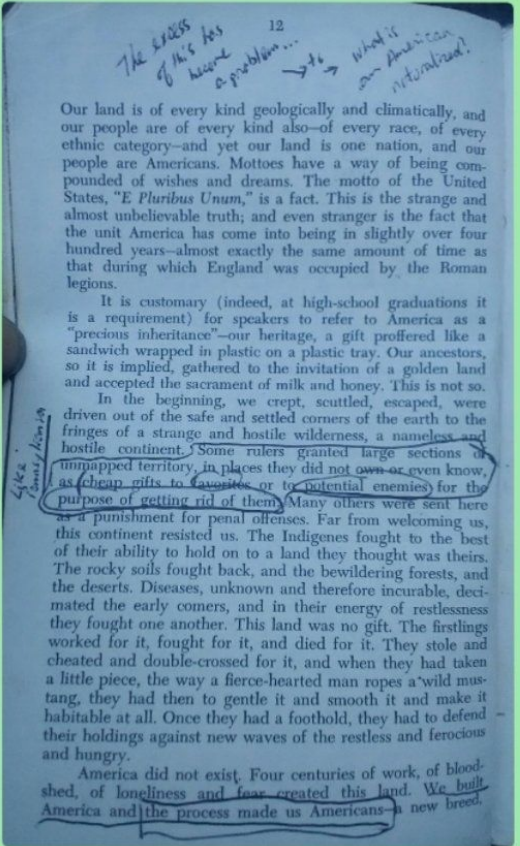 12
The excess
of this has
become
a problem...
→ to → what is
an American
naturalized?
Our land is of every kind geologically and climatically, and
our people are of every kind also—of every race, of every
ethnic category—and yet our land is one nation, and our
people are Americans. Mottoes have a way of being com-
pounded of wishes and dreams. The motto of the United
States, "E Pluribus Unum," is a fact. This is the strange and
almost unbelievable truth; and even stranger is the fact that
the unit America has come into being in slightly over four
hundred years—almost exactly the same amount of time as
that during which England was occupied by the Roman
legions.
It is customary (indeed, at high-school graduations it
is a requirement) for speakers to refer to America as a
"precious inheritance"—our heritage, a gift proffered like a
sandwich wrapped in plastic on a plastic tray. Our ancestors,
so it is implied, gathered to the invitation of a golden land
and accepted the sacrament of milk and honey. This is not so.
In the beginning, we crept, scuttled, escaped, were
driven out of the safe and settled corners of the earth to the
fringes of a strange and hostile wilderness, a nameless and
hostile continent. Some rulers granted large sections of
unmapped territory, in places they did not own or even know,
as cheap gifts to favorites or to potential enemies for the
purpose of getting rid of them. Many others were sent here
as a punishment for penal offenses. Far from welcoming us,
this continent resisted us. The Indigenes fought to the best
of their ability to hold on to a land they thought was theirs.
The rocky soils fought back, and the bewildering forests, and
the deserts. Diseases, unknown and therefore incurable, deci-
mated the early comers, and in their energy of restlessness
they fought one another. This land was no gift. The firstlings
worked for it, fought for it, and died for it. They stole and
cheated and double-crossed for it, and when they had taken
a little piece, the way a fierce-hearted man ropes a wild mus-
tang, they had then to gentle it and smooth it and make it
habitable at all. Once they had a foothold, they had to defend
their holdings against new waves of the restless and ferocious
and hungry.
America did not exist. Four centuries of work, of blood-
shed, of loneliness and fear created this land. We built
America and the process made us Americans—a new breed,
Like